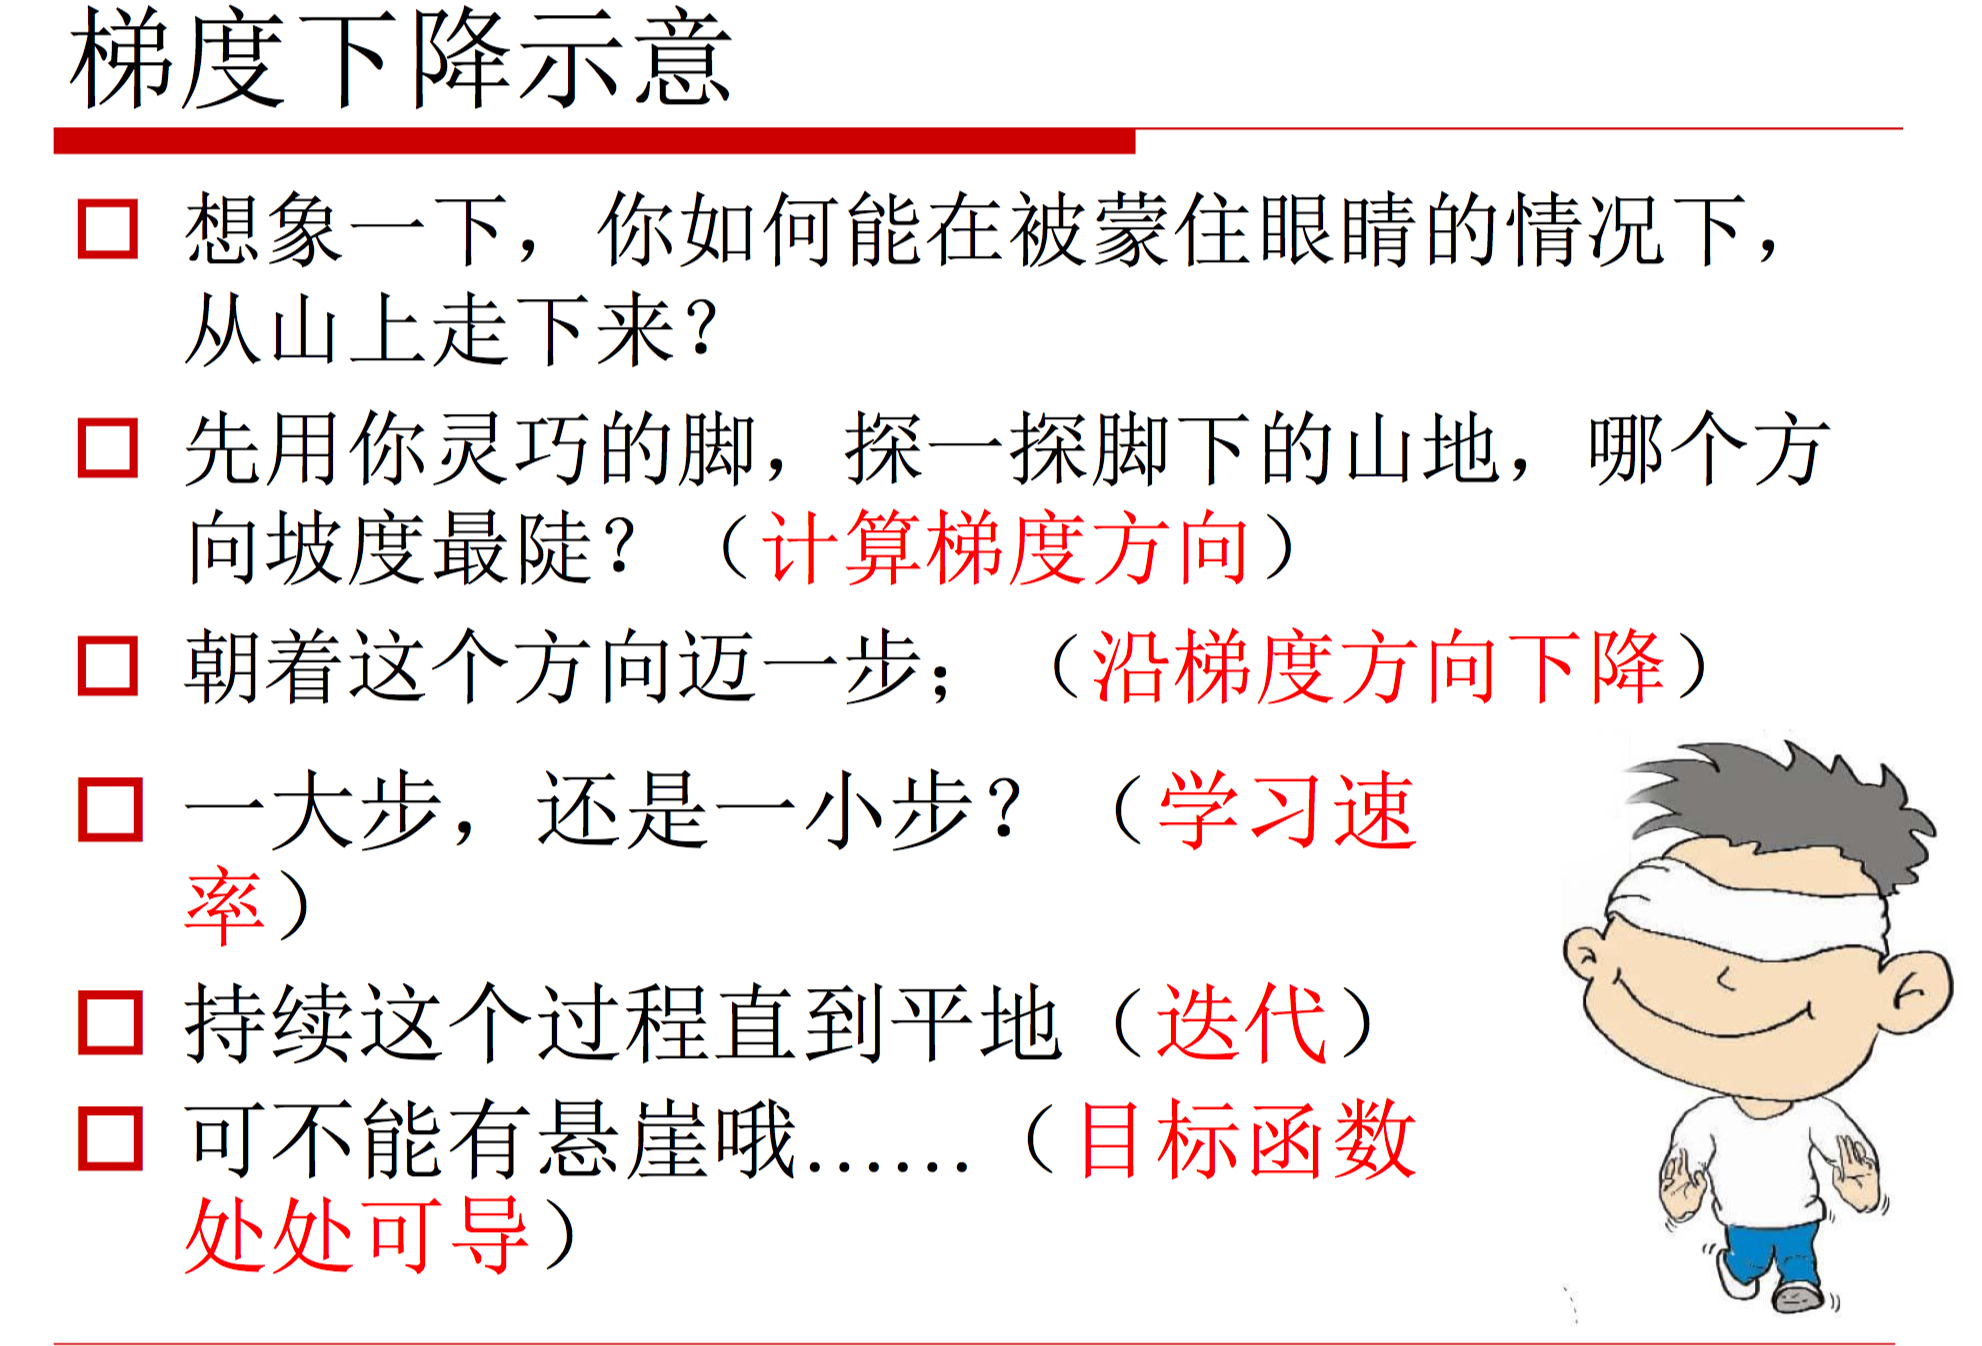 梯度下降示意
想象一下，你如何能在被蒙住眼睛的情况下，
从山上走下来？
先用你灵巧的脚，探一探脚下的山地，哪个方
向坡度最陡？（计算梯度方向）
朝着这个方向迈一步；（沿梯度方向下降）
一大步，还是一小步？（学习速
率）
持续这个过程直到平地（迭代）
可不能有悬崖哦……（目标函数
处处可导）